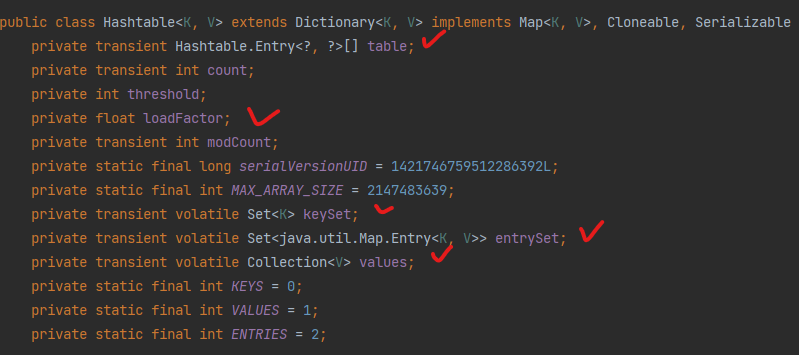 public class Hashtable<K, V> extends Dictionary<K, V> implements Map<K, V>, Cloneable, Serializable
private transient Hashtable.Entry<?, ?>[] table;
private transient int count;
private int threshold;
private float loadFactor;
private transient int modCount;
private static final long serialVersionUID = 1421746759512286392L;
private static final int MAX_ARRAY_SIZE = 2147483639;
private transient volatile Set<K> keySet;
private transient volatile Set<java.util.Map.Entry<K, V>> entrySet;
private transient volatile Collection<V> values;
private static final int KEYS = 0;
private static final int VALUES = 1;
private static final int ENTRIES = 2;